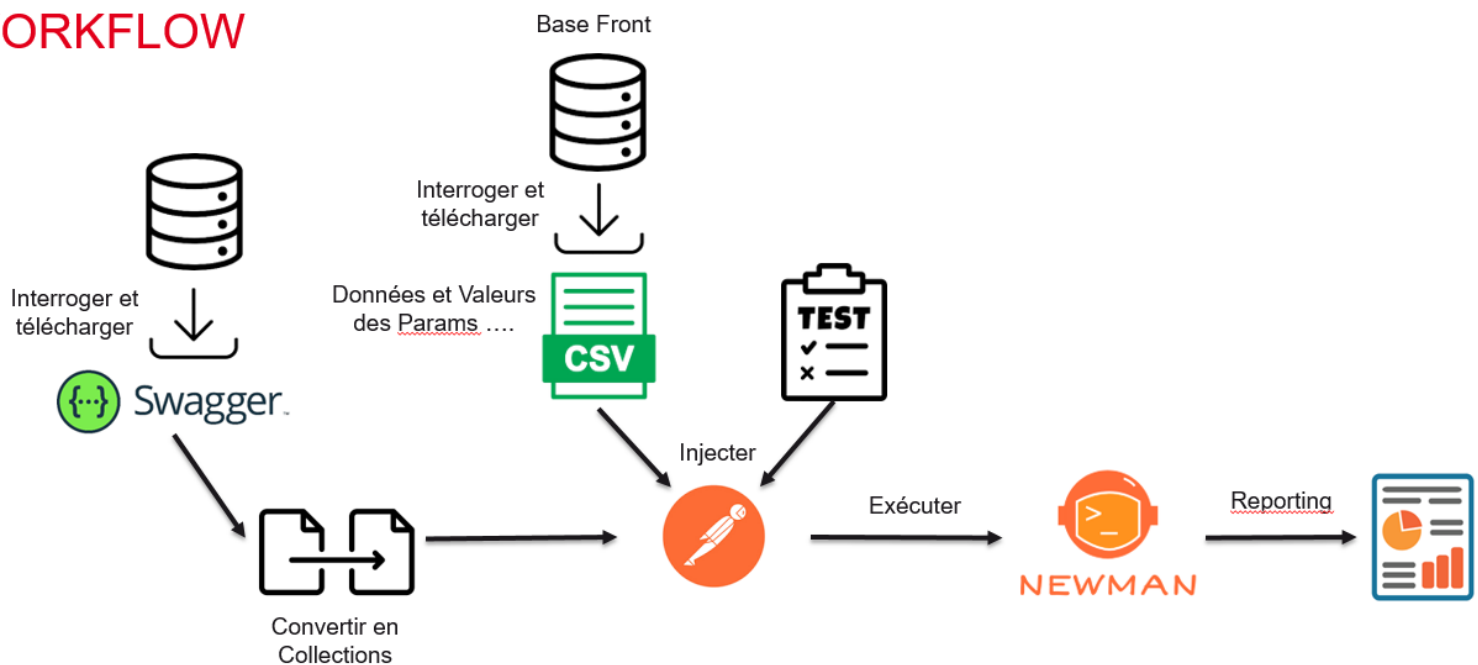 ORKFLOW
Base Front
Interroger et
télécharger
Interroger et
télécharger
Données et Valeurs
des Params ....
CSV
TEST
{...} Swagger™
Injecter
Exécuter
>_
Reporting
NEWMAN
Convertir en
Collections